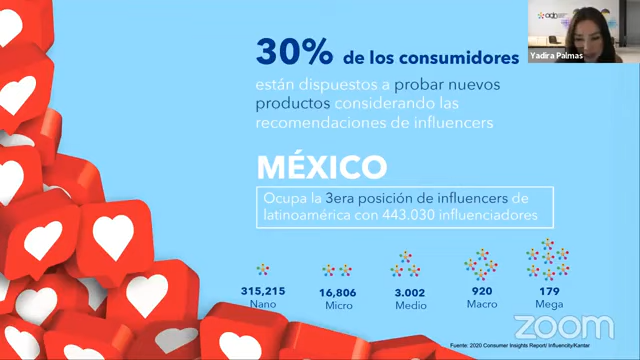 30% de los consumidores
están dispuestos a probar nuevos
productos considerando las
recomendaciones de influencers
MÉXICO
Ocupa la 3era posición de influencers de
latinoamérica con 443.030 influenciadores
315,215
Nano
16,806
Micro
3.002
Medio
920
Macro
179
Mega
Fuente: 2020 Consumer Insights Report/ Influencity/Kantar
zoom
Yadira Palmas